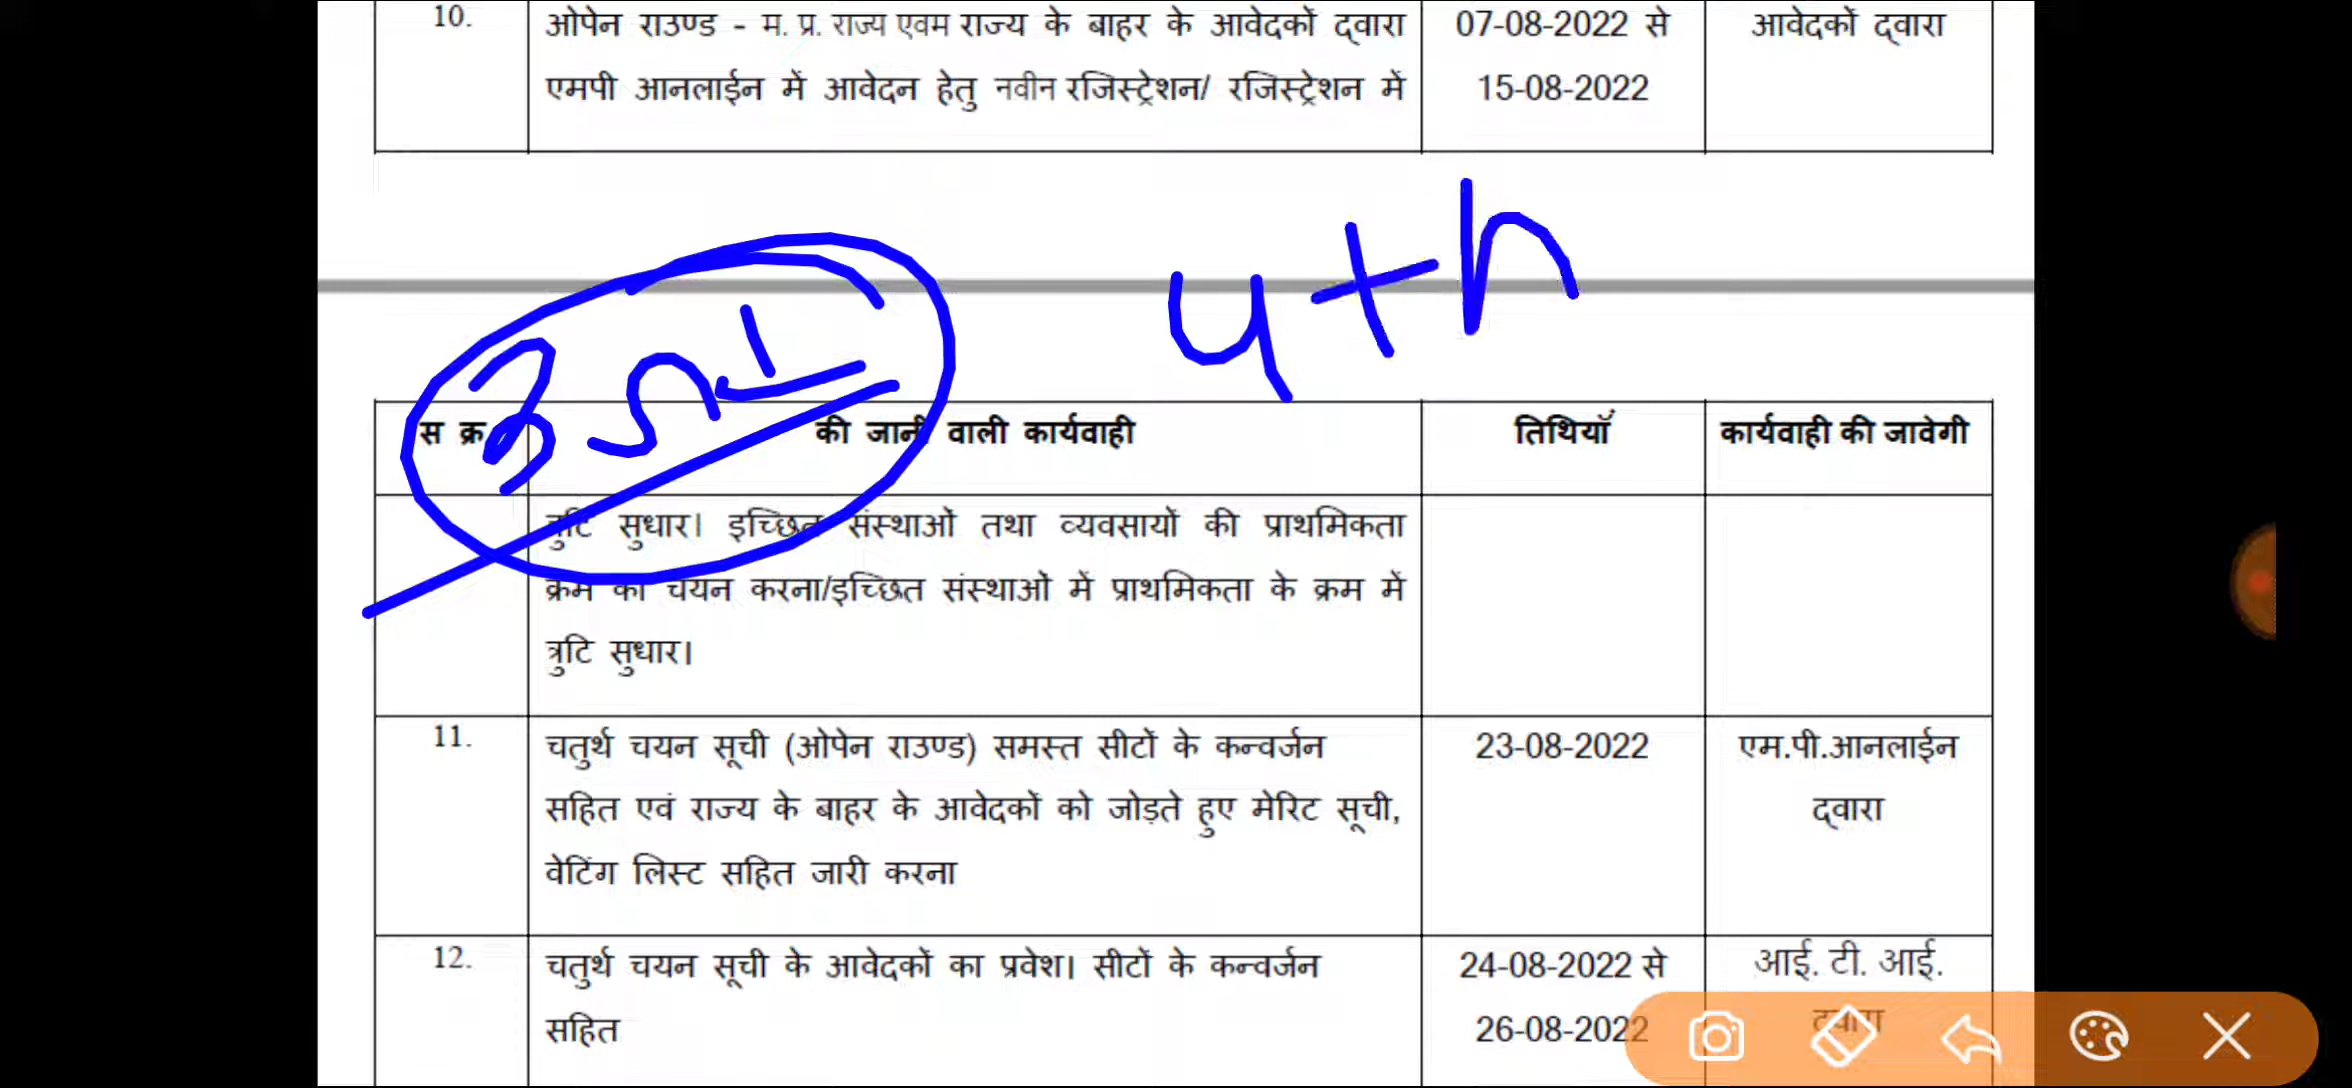 10. ओपेन राउण्ड - म. प्र. राज्य एवम राज्य के बाहर के आवेदकों द्वारा 07-08-2022 से आवेदकों द्वारा
एमपी आनलाईन में आवेदन हेतु नवीन रजिस्ट्रेशन/ रजिस्ट्रेशन में 15-08-2022
4th
3
स क्र की जाने वाली कार्यवाही तिथियाँ कार्यवाही की जावेगी
त्रुटि सुधार। इच्छित संस्थाओं तथा व्यवसायों की प्राथमिकता
क्रम का चयन करना/इच्छित संस्थाओं में प्राथमिकता के क्रम में
त्रुटि सुधार।
11. चतुर्थ चयन सूची (ओपेन राउण्ड) समस्त सीटों के कन्वर्जन 23-08-2022 एम.पी.आनलाईन
सहित एवं राज्य के बाहर के आवेदकों को जोड़ते हुए मेरिट सूची, द्वारा
वेटिंग लिस्ट सहित जारी करना
12. चतुर्थ चयन सूची के आवेदकों का प्रवेश। सीटों के कन्वर्जन 24-08-2022 से आई. टी. आई.
सहित 26-08-2022 द्वारा